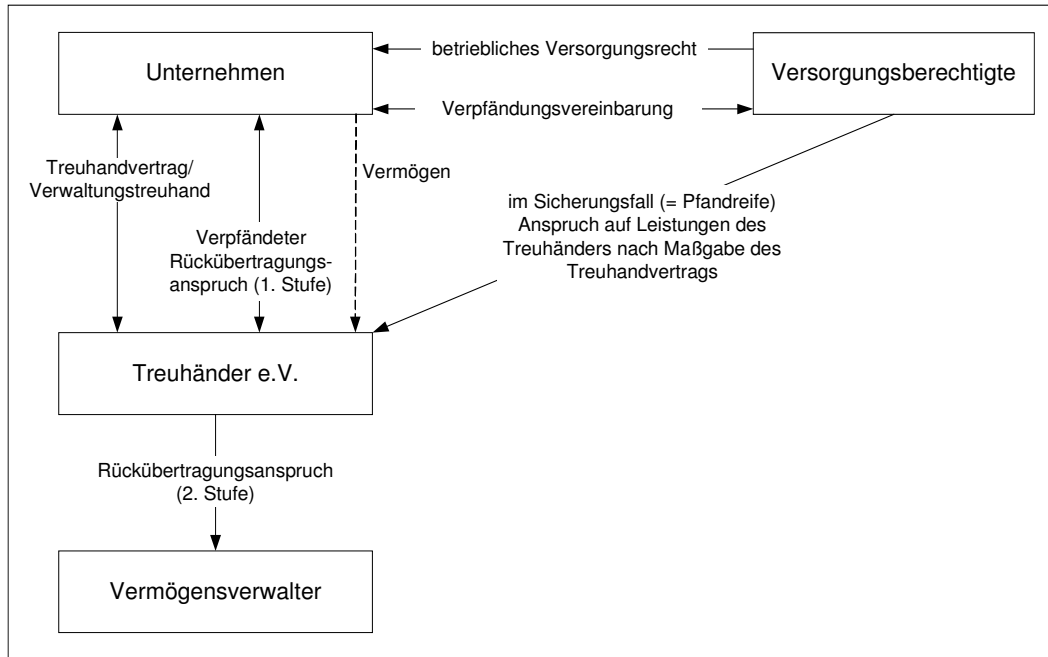 Unternehmen
betriebliches Versorgungsrecht
Versorgungsberechtigte
Verpfändungsvereinbarung
Treuhandvertrag/
Verwaltungstreuhand
Vermögen
Verpfändeter
Rückübertragungs-
anspruch (1. Stufe)
im Sicherungsfall (= Pfandreife)
Anspruch auf Leistungen des
Treuhänders nach Maßgabe des
Treuhandvertrags
Treuhänder e.V.
Rückübertragungsanspruch
(2. Stufe)
Vermögensverwalter